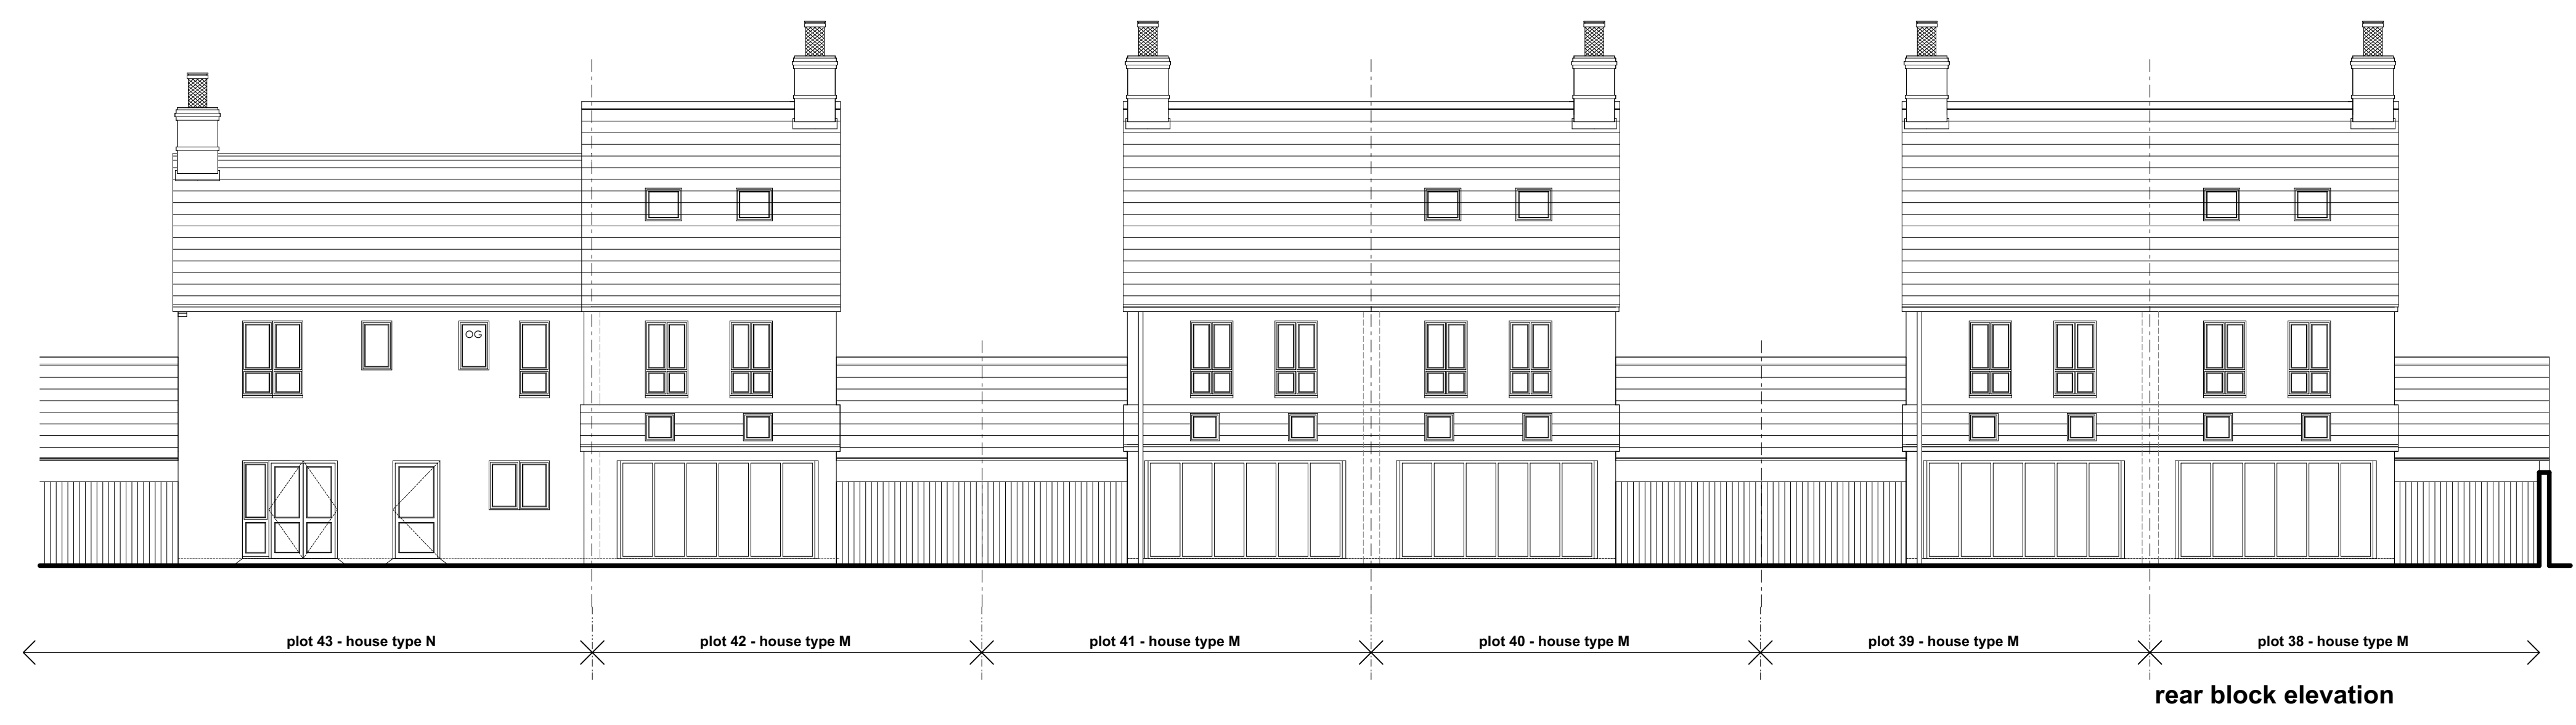 OG
plot 43 - house type N
plot 42 - house type M
plot 41 - house type M
plot 40 - house type M
plot 39 - house type M
plot 38 - house type M
rear block elevation